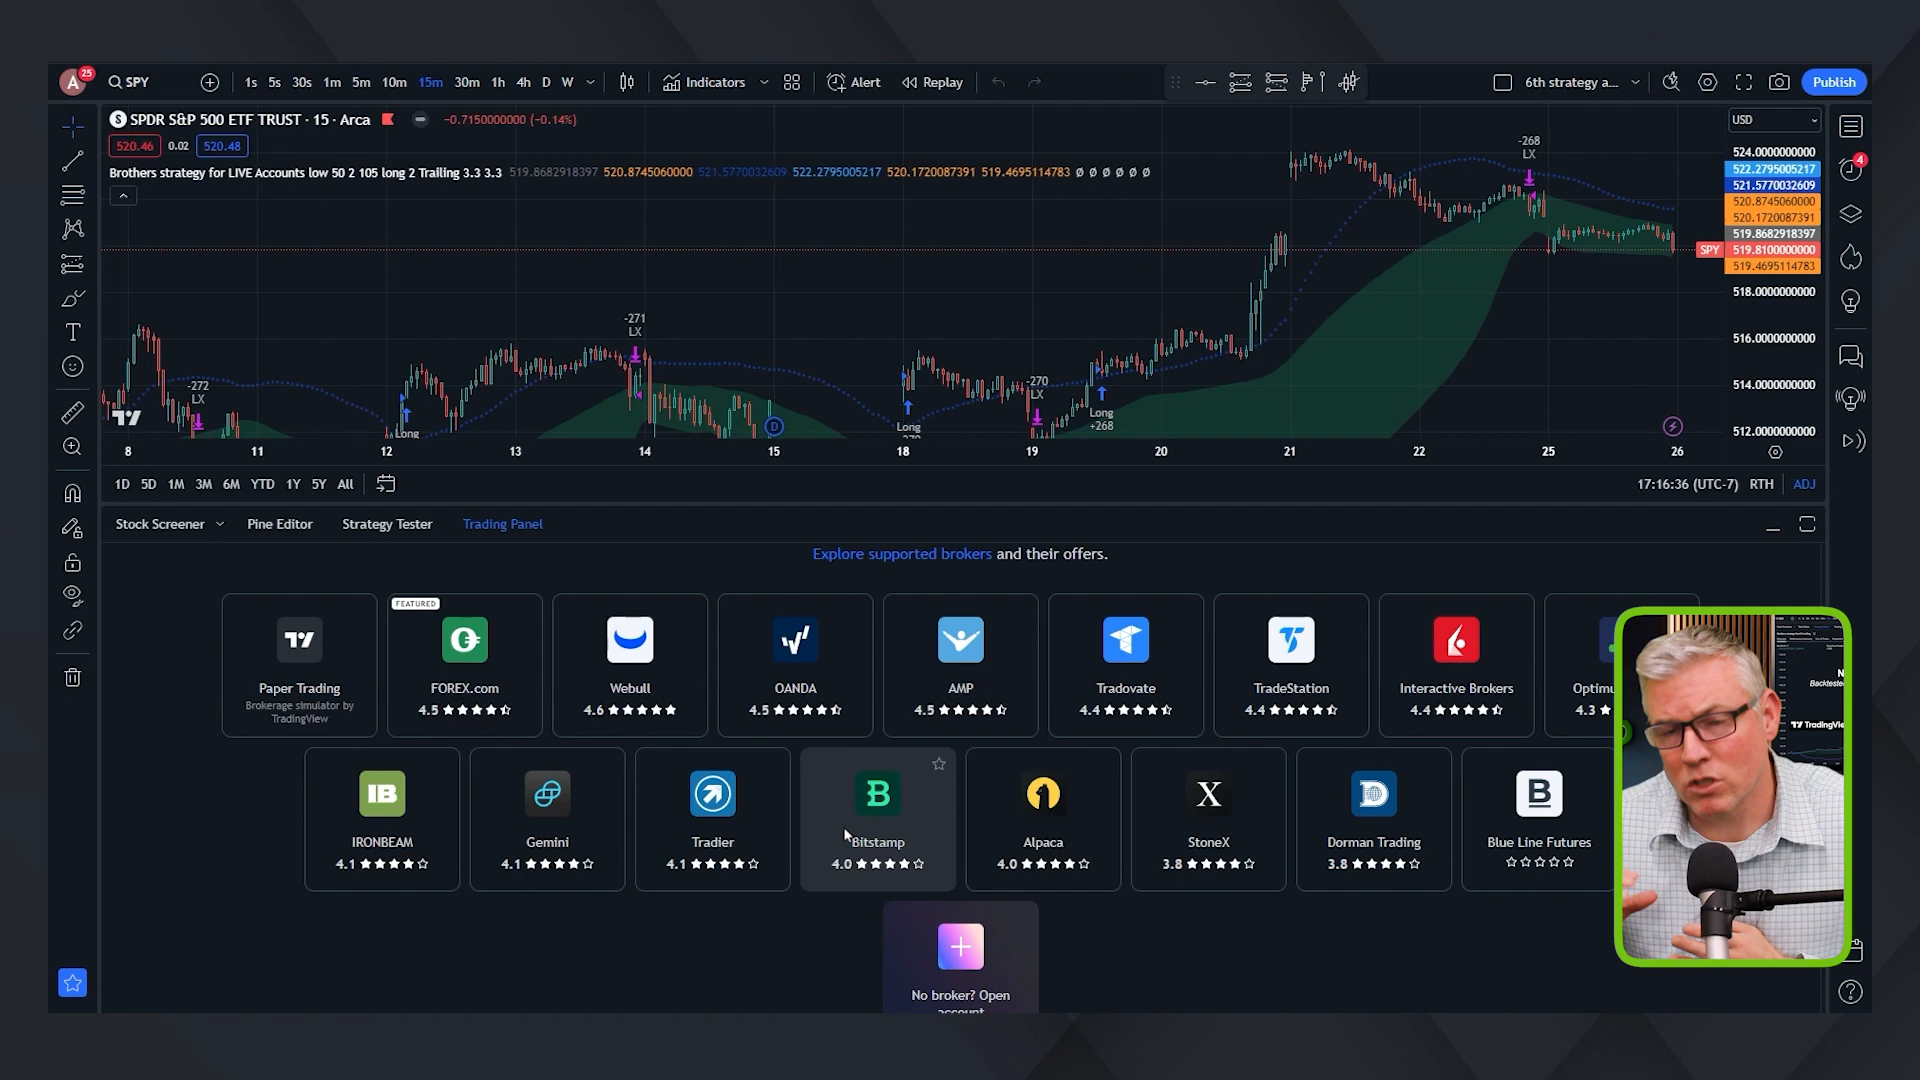 A 25 SPY 1s 5s 30s 1m 5m 10m 15m 30m 1h 4h D W Indicators Alert Replay 6th strategy a... Publish
S SPDR S&P 500 ETF TRUST · 15 · Arca −0.7150000000 (−0.14%) USD
520.46 0.02 520.48
Brothers strategy for LIVE Accounts low 50 2 105 long 2 Trailing 3.3 3.3 519.8682918397 520.8745060000 521.5770032609 522.2795005217 520.1720087391 519.4695114783 Ø Ø Ø Ø Ø Ø
524.0000000000
522.2795005217
521.5770032609
520.8745060000
520.1720087391
519.8682918397
SPY 519.8100000000
519.4695114783
518.0000000000
516.0000000000
514.0000000000
512.0000000000
4
-268
LX
-271
LX
-272
LX
-270
LX
Long
Long
Long
+268
D
8 11 12 13 14 15 18 19 20 21 22 25 26
1D 5D 1M 3M 6M YTD 1Y 5Y All 17:16:36 (UTC-7) RTH ADJ
Stock Screener Pine Editor Strategy Tester Trading Panel
Explore supported brokers and their offers.
FEATURED
Paper Trading
Brokerage simulator by
TradingView
FOREX.com
4.5
Webull
4.6
OANDA
4.5
AMP
4.5
Tradovate
4.4
TradeStation
4.4
Interactive Brokers
4.4
Optimu
4.3
IB
IRONBEAM
4.1
Gemini
4.1
Tradier
4.1
B
Bitstamp
4.0
Alpaca
4.0
X
StoneX
3.8
D
Dorman Trading
3.8
B
Blue Line Futures
No broker? Open
account
N
Backteste
TradingView